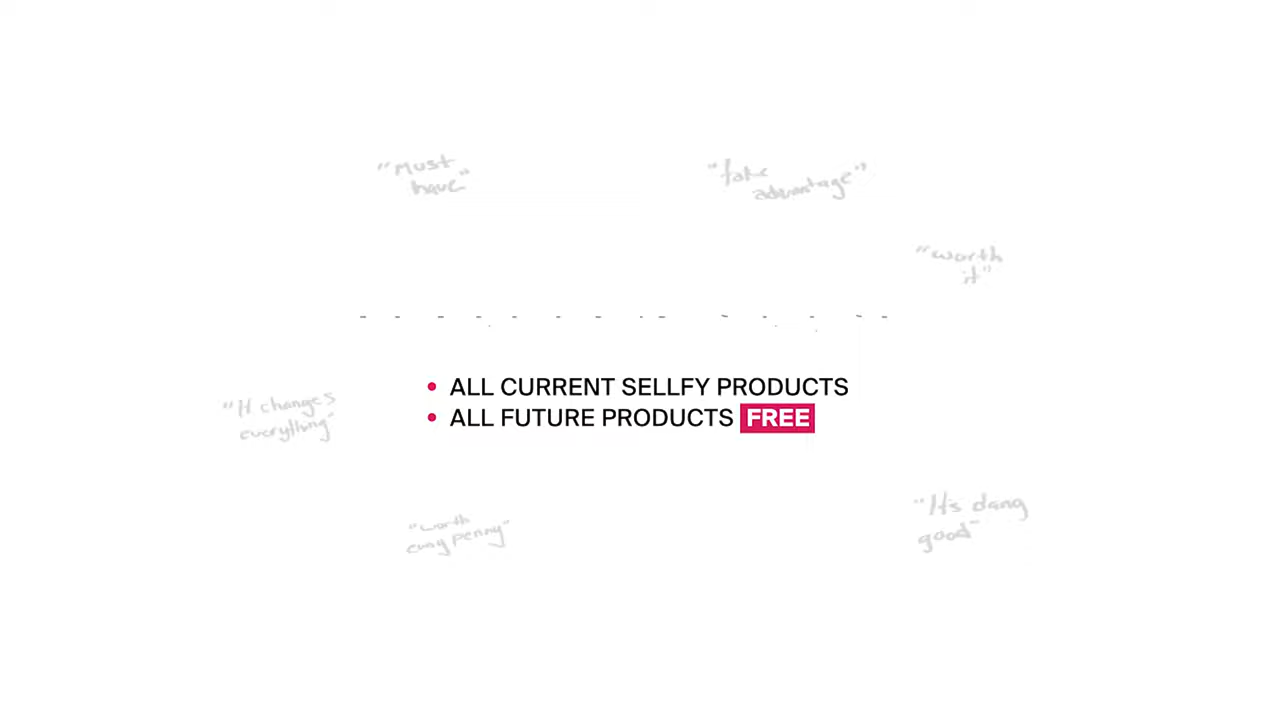 "Must
have"
"take
advantage"
"worth
it"
• ALL CURRENT SELLFY PRODUCTS
• ALL FUTURE PRODUCTS FREE
"It changes
everything"
"worth
every penny"
"It's dang
good"